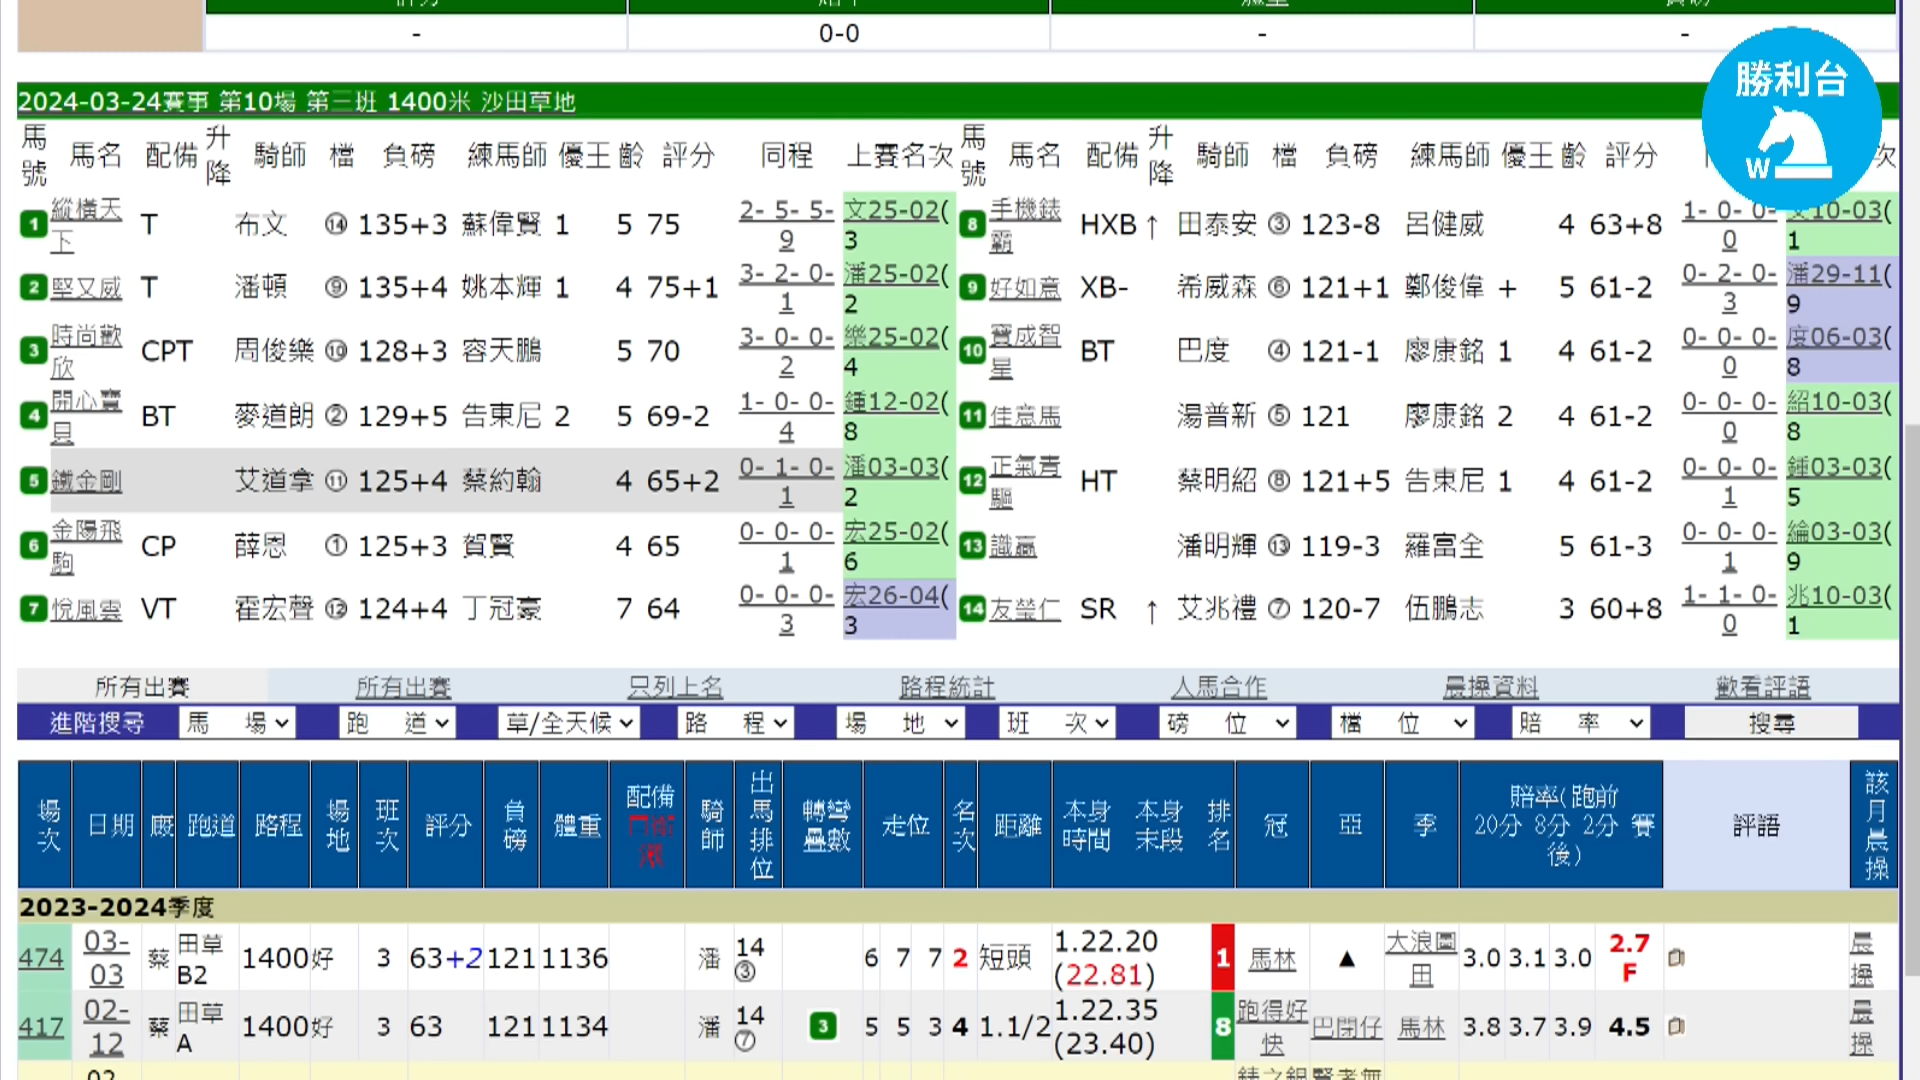 - 0-0 - -
勝利台
W
2024-03-24賽事 第10場 第三班 1400米 沙田草地
馬號 馬名 配備 升降 騎師 檔 負磅 練馬師 優王 齡 評分 同程 上賽名次 馬號 馬名 配備 升降 騎師 檔 負磅 練馬師 優王 齡 評分 次
1 縱橫天下 T 布文 ⑭ 135+3 蘇偉賢 1 5 75 2- 5- 5- 9 文25-02( 3 8 手機錶霸 HXB ↑ 田泰安 ③ 123-8 呂健威 4 63+8 1- 0- 0- 0 10-03( 1
2 堅又威 T 潘頓 ⑨ 135+4 姚本輝 1 4 75+1 3- 2- 0- 1 潘25-02( 2 9 好如意 XB- 希威森 ⑥ 121+1 鄭俊偉 + 5 61-2 0- 2- 0- 3 潘29-11( 9
3 時尚歡欣 CPT 周俊樂 ⑩ 128+3 容天鵬 5 70 3- 0- 0- 2 樂25-02( 4 10 寶成智星 BT 巴度 ④ 121-1 廖康銘 1 4 61-2 0- 0- 0- 0 度06-03( 8
4 開心寶貝 BT 麥道朗 ② 129+5 告東尼 2 5 69-2 1- 0- 0- 4 鍾12-02( 8 11 佳意馬 湯普新 ⑤ 121 廖康銘 2 4 61-2 0- 0- 0- 0 紹10-03( 8
5 鐵金剛 艾道拿 ⑪ 125+4 蔡約翰 4 65+2 0- 1- 0- 1 潘03-03( 2 12 正氣青驅 HT 蔡明紹 ⑧ 121+5 告東尼 1 4 61-2 0- 0- 0- 1 鍾03-03( 5
6 金陽飛駒 CP 薛恩 ① 125+3 賀賢 4 65 0- 0- 0- 1 宏25-02( 6 13 識贏 潘明輝 ⑬ 119-3 羅富全 5 61-3 0- 0- 0- 1 綸03-03( 9
7 悅風雲 VT 霍宏聲 ⑫ 124+4 丁冠豪 7 64 0- 0- 0- 3 宏26-04( 3 14 友瑩仁 SR ↑ 艾兆禮 ⑦ 120-7 伍鵬志 3 60+8 1- 1- 0- 0 兆10-03( 1
所有出賽 所有出賽 只列上名 路程統計 人馬合作 晨操資料 歡看評語
進階搜尋 馬 場 跑 道 草/全天候 路 程 場 地 班 次 磅 位 檔 位 賠 率 搜尋
場次 日期 廄 跑道 路程 場地 班次 評分 負磅 體重 配備 騎師 出馬排位 轉彎疊數 走位 名次 距離 本身時間 本身末段 排名 冠 亞 季 賠率(跑前20分 8分 2分 賽後) 評語 該月晨操
2023-2024季度
474 03-03 蔡 田草B2 1400 好 3 63+2 121 1136 潘 14 ③ 6 7 7 2 短頭 1.22.20 (22.81) 1 馬林 ▲ 大浪圖田 3.0 3.1 3.0 2.7 F 晨操
417 02-12 蔡 田草A 1400 好 3 63 121 1134 潘 14 ⑦ 3 5 5 3 4 1.1/2 1.22.35 (23.40) 8 跑得好快 巴閉仔 馬林 3.8 3.7 3.9 4.5 晨操